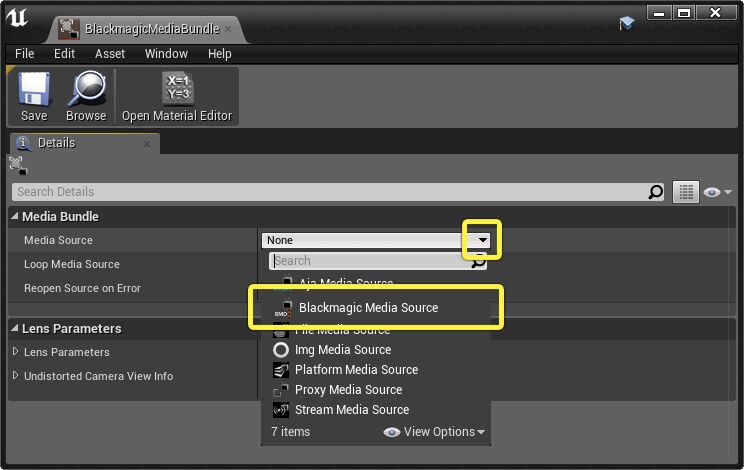 BlackmagicMediaBundle
File Edit Asset Window Help
Save Browse X=1 Y=3 Open Material Editor
Details
Search Details
Media Bundle
Media Source None
Loop Media Source Search
Reopen Source on Error Aja Media Source
BMD Blackmagic Media Source
Lens Parameters File Media Source
Lens Parameters Img Media Source
Undistorted Camera View Info Platform Media Source
Proxy Media Source
Stream Media Source
7 items View Options